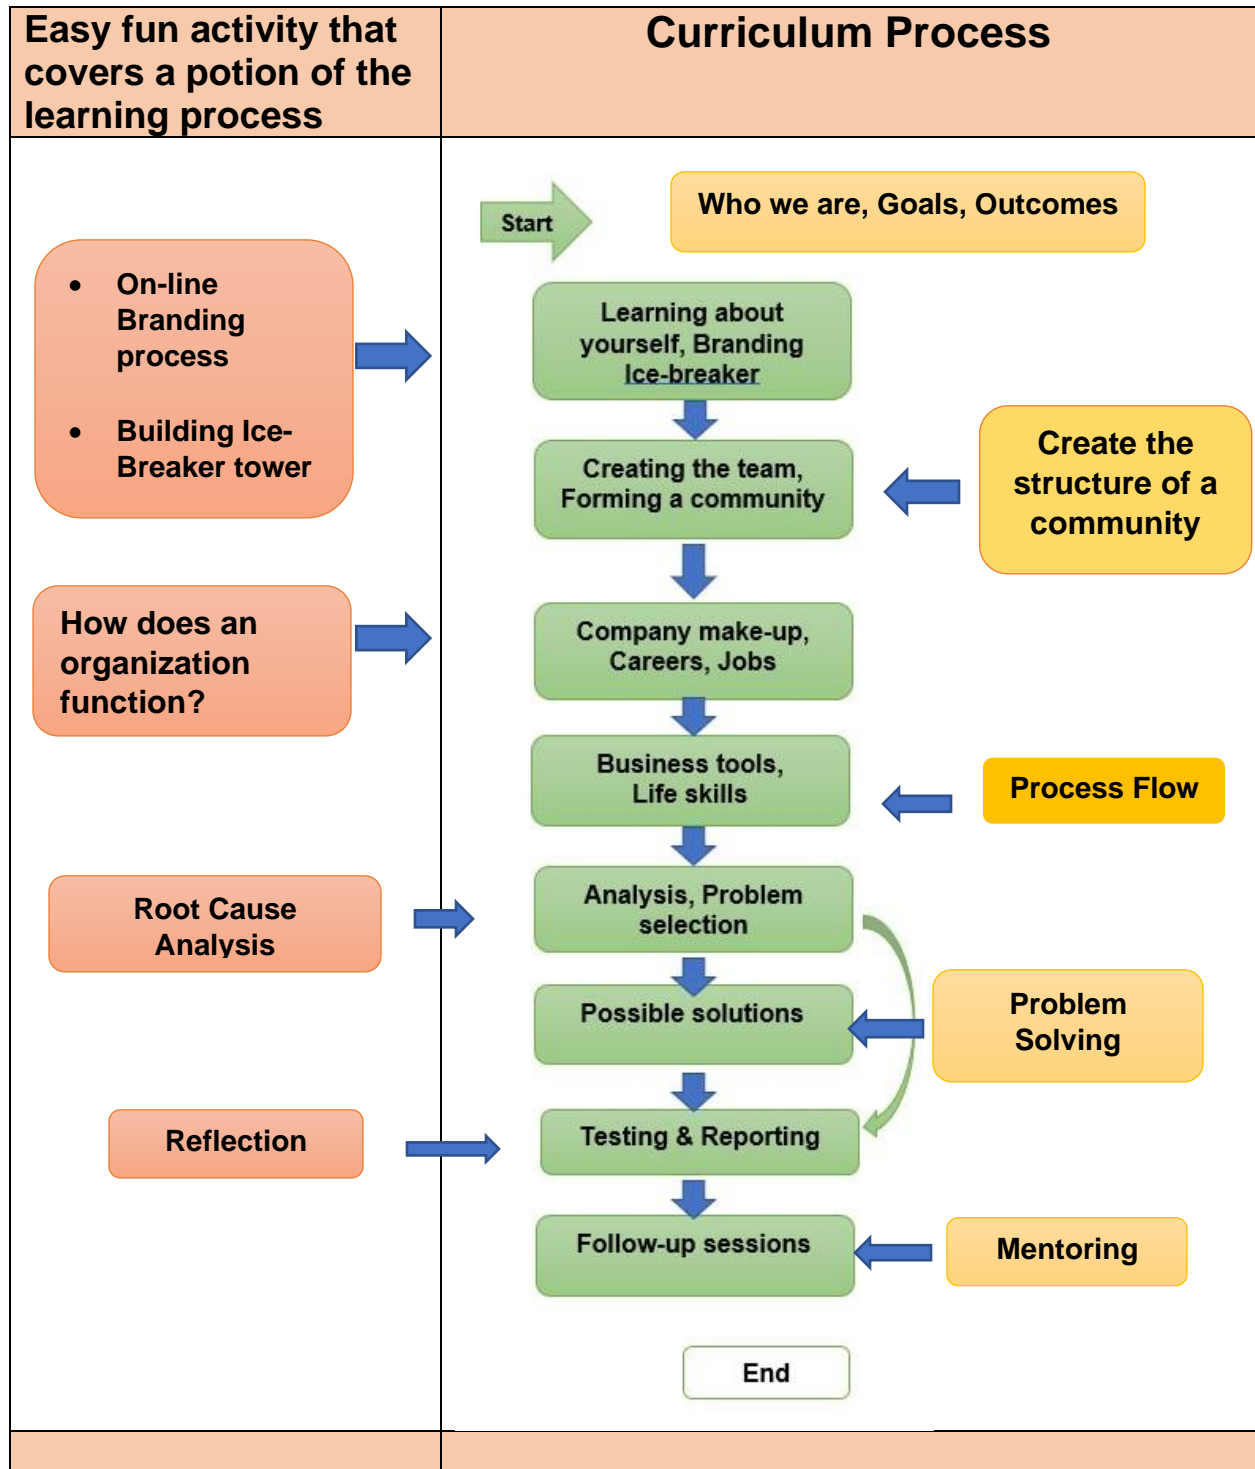 Easy fun activity that
covers a potion of the
learning process
Curriculum Process
Start
Who we are, Goals, Outcomes
• On-line
Branding
process
• Building Ice-
Breaker tower
Learning about
yourself, Branding
Ice-breaker
Creating the team,
Forming a community
Create the
structure of a
community
How does an
organization
function?
Company make-up,
Careers, Jobs
Business tools,
Life skills
Process Flow
Root Cause
Analysis
Analysis, Problem
selection
Possible solutions
Problem
Solving
Reflection
Testing & Reporting
Follow-up sessions
Mentoring
End